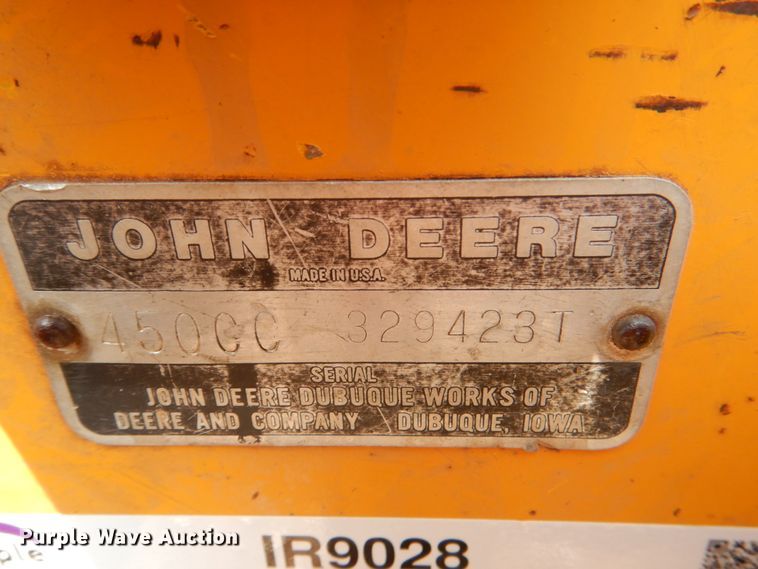 JOHN DEERE
MADE IN U.S.A.
450CC 329423T
SERIAL
JOHN DEERE DUBUQUE WORKS OF
DEERE AND COMPANY DUBUQUE, IOWA
Purple Wave Auction
ple
IR9028